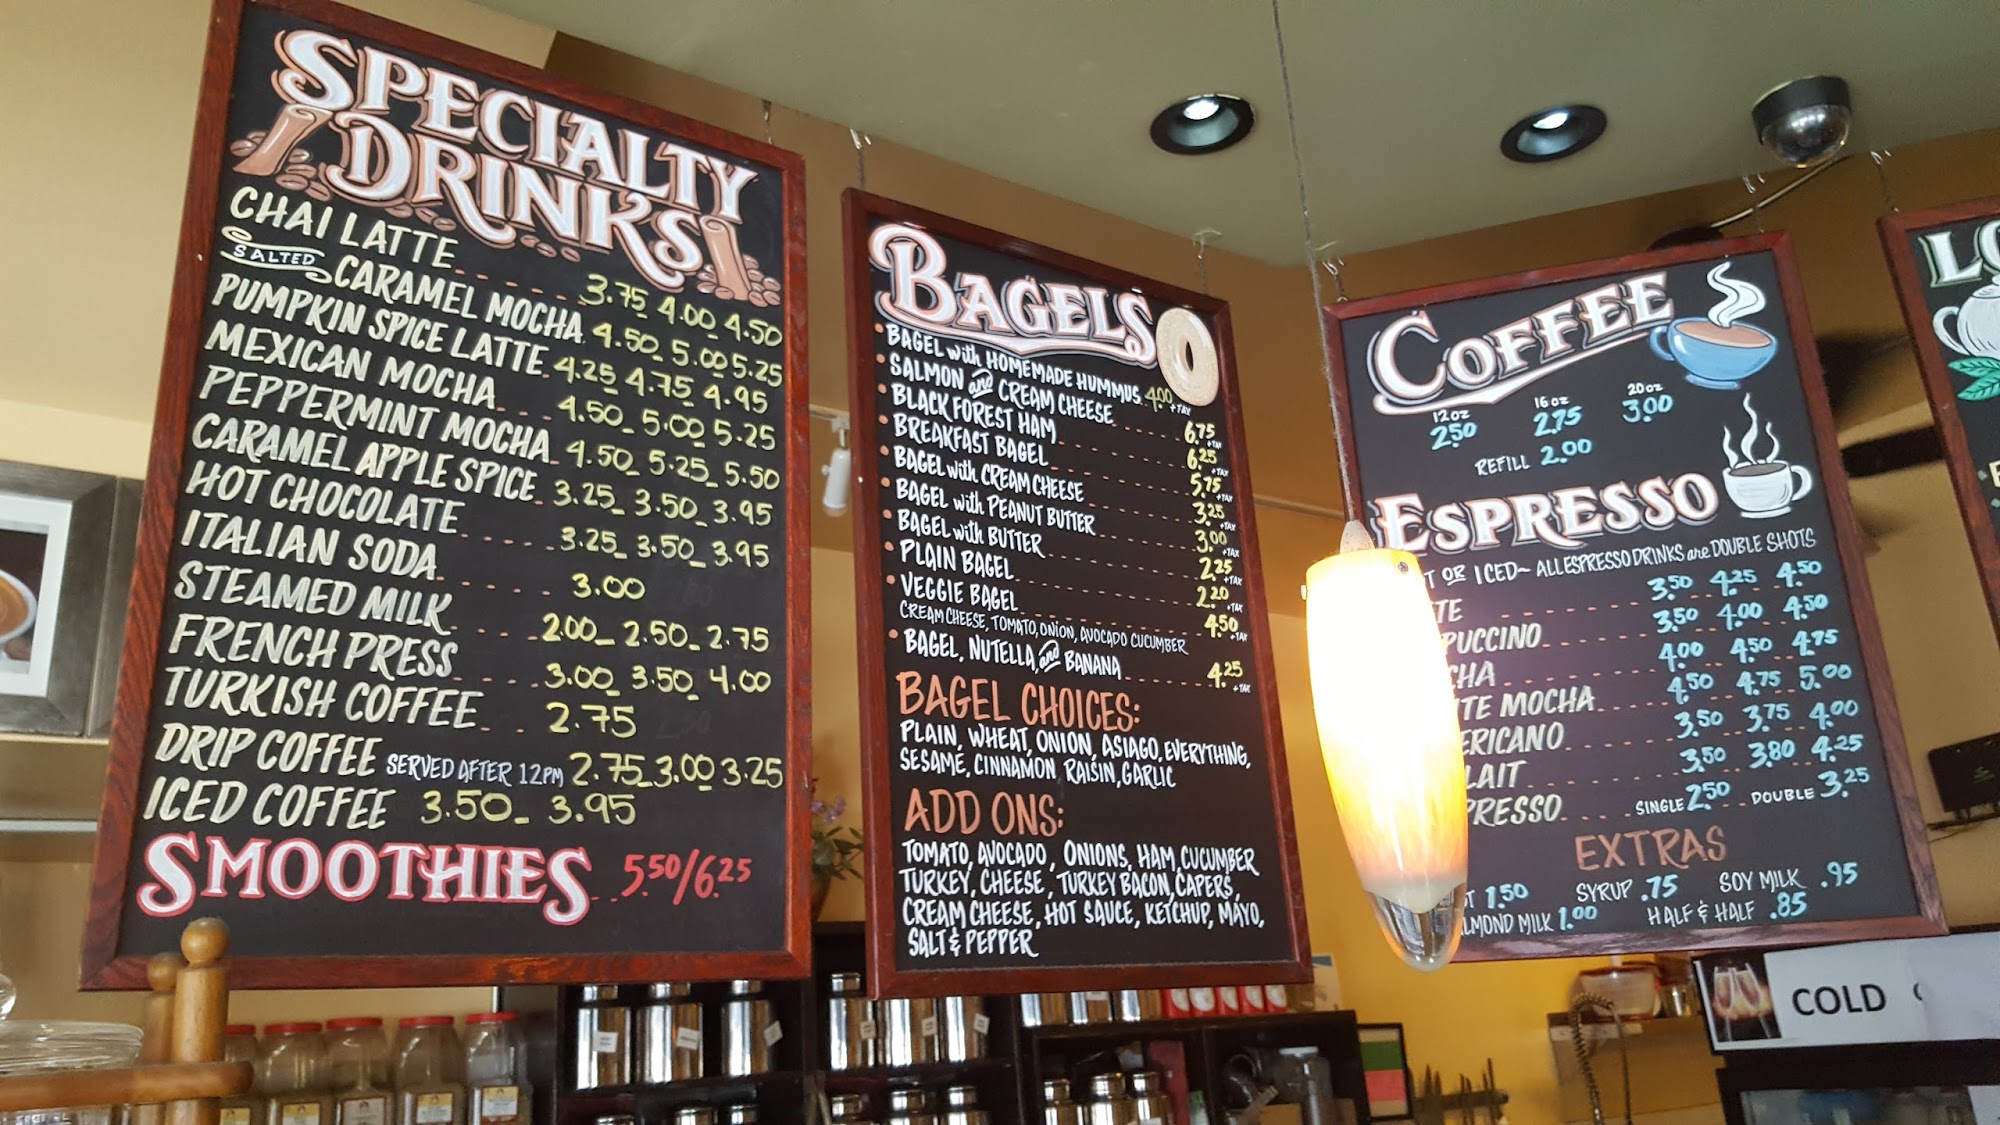 SPECIALTY
DRINKS
CHAI LATTE 3.75 4.00 4.50
SALTED CARAMEL MOCHA 4.50 5.00 5.25
PUMPKIN SPICE LATTE 4.25 4.75 4.95
MEXICAN MOCHA 4.50 5.00 5.25
PEPPERMINT MOCHA 4.50 5.25 5.50
CARAMEL APPLE SPICE 3.25 3.50 3.95
HOT CHOCOLATE 3.25 3.50 3.95
ITALIAN SODA 3.00
STEAMED MILK 2.00 2.50 2.75
FRENCH PRESS 3.00 3.50 4.00
TURKISH COFFEE 2.75
DRIP COFFEE SERVED AFTER 12PM 2.75 3.00 3.25
ICED COFFEE 3.50 3.95
SMOOTHIES 5.50/6.25
BAGELS
BAGEL with HOMEMADE HUMMUS 4.00 +TAX
SALMON and CREAM CHEESE 6.75 +TAX
BLACK FOREST HAM 6.25 +TAX
BREAKFAST BAGEL 5.75 +TAX
BAGEL with CREAM CHEESE 3.25 +TAX
BAGEL with PEANUT BUTTER 3.00 +TAX
BAGEL with BUTTER 2.25 +TAX
PLAIN BAGEL 2.20 +TAX
VEGGIE BAGEL 4.50 +TAX
CREAM CHEESE, TOMATO, ONION, AVOCADO CUCUMBER
BAGEL, NUTELLA, and BANANA 4.25 +TAX
BAGEL CHOICES:
PLAIN, WHEAT, ONION, ASIAGO, EVERYTHING,
SESAME, CINNAMON RAISIN, GARLIC
ADD ONS:
TOMATO, AVOCADO, ONIONS, HAM, CUCUMBER
TURKEY, CHEESE, TURKEY BACON, CAPERS,
CREAM CHEESE, HOT SAUCE, KETCHUP, MAYO,
SALT & PEPPER
COFFEE
12oz 16oz 20oz
2.50 2.75 3.00
REFILL 2.00
ESPRESSO
T OR ICED~ ALL ESPRESSO DRINKS are DOUBLE SHOTS
TE 3.50 4.25 4.50
PUCCINO 3.50 4.00 4.50
CHA 4.00 4.50 4.75
TE MOCHA 4.50 4.75 5.00
ERICANO 3.50 3.75 4.00
LAIT 3.50 3.80 4.25
PRESSO SINGLE 2.50 DOUBLE 3.25
EXTRAS
T 1.50 SYRUP .75 SOY MILK .95
LMOND MILK 1.00 HALF & HALF .85
LO
COLD